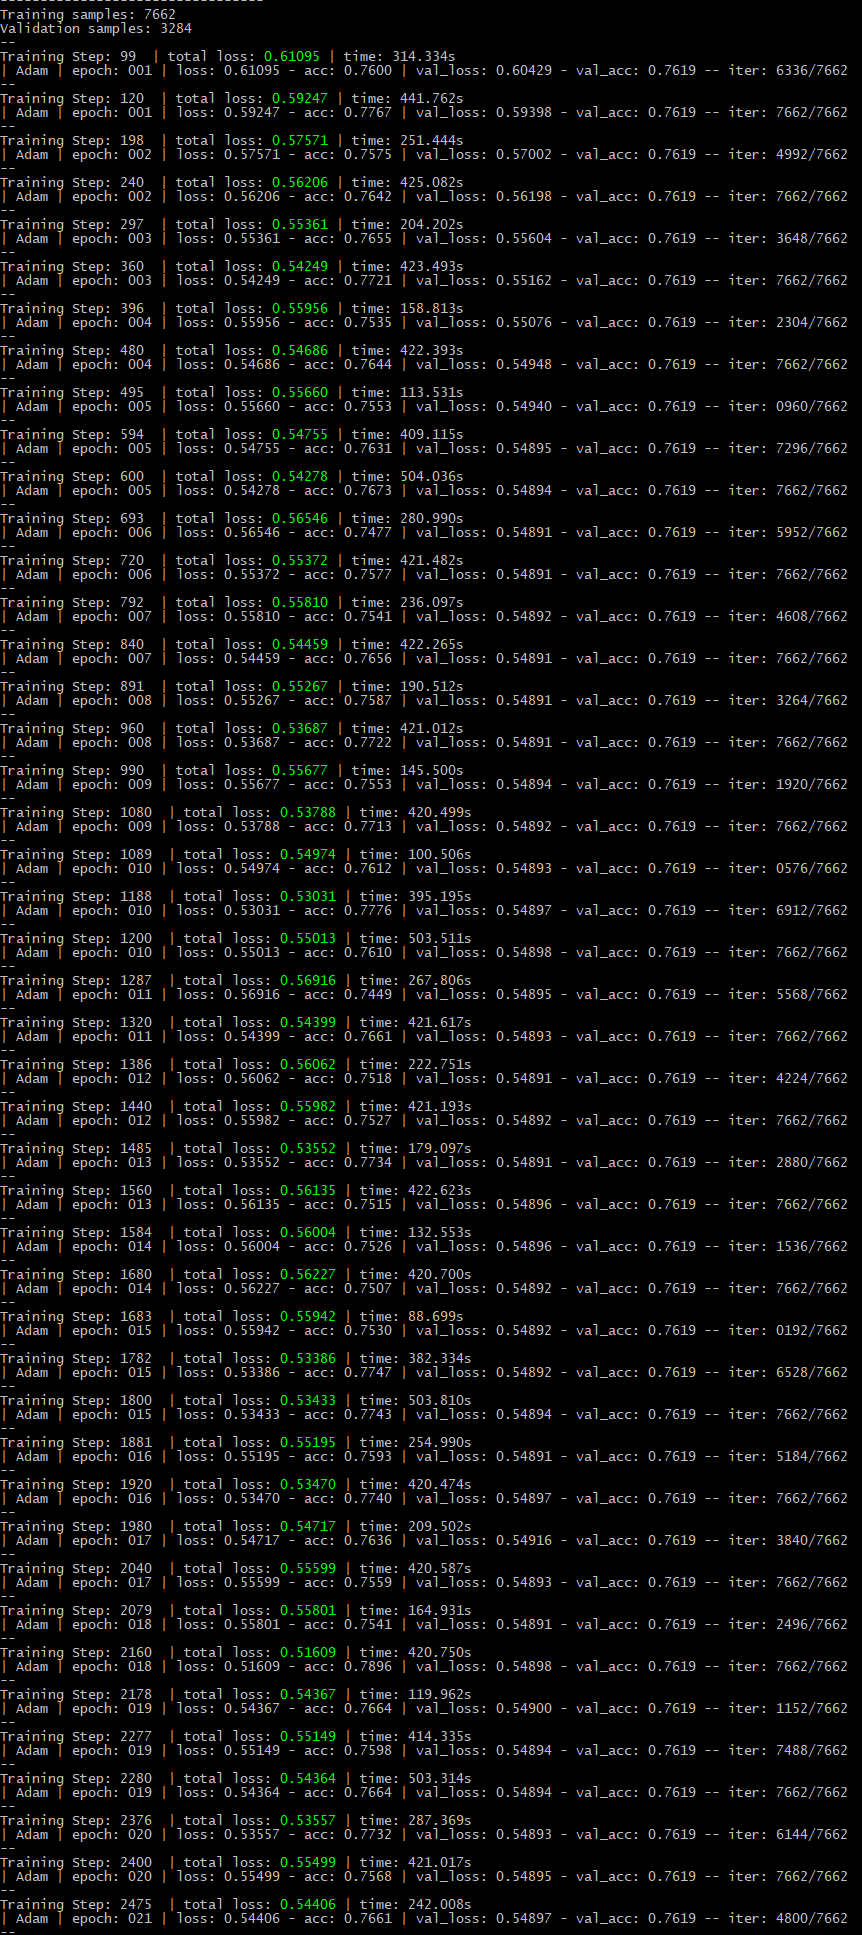 ---------------------------------
Training samples: 7662
Validation samples: 3284
--
Training Step: 99  | total loss: 0.61095 | time: 314.334s
| Adam | epoch: 001 | loss: 0.61095 - acc: 0.7600 | val_loss: 0.60429 - val_acc: 0.7619 -- iter: 6336/7662
--
Training Step: 120  | total loss: 0.59247 | time: 441.762s
| Adam | epoch: 001 | loss: 0.59247 - acc: 0.7767 | val_loss: 0.59398 - val_acc: 0.7619 -- iter: 7662/7662
--
Training Step: 198  | total loss: 0.57571 | time: 251.444s
| Adam | epoch: 002 | loss: 0.57571 - acc: 0.7575 | val_loss: 0.57002 - val_acc: 0.7619 -- iter: 4992/7662
--
Training Step: 240  | total loss: 0.56206 | time: 425.082s
| Adam | epoch: 002 | loss: 0.56206 - acc: 0.7642 | val_loss: 0.56198 - val_acc: 0.7619 -- iter: 7662/7662
--
Training Step: 297  | total loss: 0.55361 | time: 204.202s
| Adam | epoch: 003 | loss: 0.55361 - acc: 0.7655 | val_loss: 0.55604 - val_acc: 0.7619 -- iter: 3648/7662
--
Training Step: 360  | total loss: 0.54249 | time: 423.493s
| Adam | epoch: 003 | loss: 0.54249 - acc: 0.7721 | val_loss: 0.55162 - val_acc: 0.7619 -- iter: 7662/7662
--
Training Step: 396  | total loss: 0.55956 | time: 158.813s
| Adam | epoch: 004 | loss: 0.55956 - acc: 0.7535 | val_loss: 0.55076 - val_acc: 0.7619 -- iter: 2304/7662
--
Training Step: 480  | total loss: 0.54686 | time: 422.393s
| Adam | epoch: 004 | loss: 0.54686 - acc: 0.7644 | val_loss: 0.54948 - val_acc: 0.7619 -- iter: 7662/7662
--
Training Step: 495  | total loss: 0.55660 | time: 113.531s
| Adam | epoch: 005 | loss: 0.55660 - acc: 0.7553 | val_loss: 0.54940 - val_acc: 0.7619 -- iter: 0960/7662
--
Training Step: 594  | total loss: 0.54755 | time: 409.115s
| Adam | epoch: 005 | loss: 0.54755 - acc: 0.7631 | val_loss: 0.54895 - val_acc: 0.7619 -- iter: 7296/7662
--
Training Step: 600  | total loss: 0.54278 | time: 504.036s
| Adam | epoch: 005 | loss: 0.54278 - acc: 0.7673 | val_loss: 0.54894 - val_acc: 0.7619 -- iter: 7662/7662
--
Training Step: 693  | total loss: 0.56546 | time: 280.990s
| Adam | epoch: 006 | loss: 0.56546 - acc: 0.7477 | val_loss: 0.54891 - val_acc: 0.7619 -- iter: 5952/7662
--
Training Step: 720  | total loss: 0.55372 | time: 421.482s
| Adam | epoch: 006 | loss: 0.55372 - acc: 0.7577 | val_loss: 0.54891 - val_acc: 0.7619 -- iter: 7662/7662
--
Training Step: 792  | total loss: 0.55810 | time: 236.097s
| Adam | epoch: 007 | loss: 0.55810 - acc: 0.7541 | val_loss: 0.54892 - val_acc: 0.7619 -- iter: 4608/7662
--
Training Step: 840  | total loss: 0.54459 | time: 422.265s
| Adam | epoch: 007 | loss: 0.54459 - acc: 0.7656 | val_loss: 0.54891 - val_acc: 0.7619 -- iter: 7662/7662
--
Training Step: 891  | total loss: 0.55267 | time: 190.512s
| Adam | epoch: 008 | loss: 0.55267 - acc: 0.7587 | val_loss: 0.54891 - val_acc: 0.7619 -- iter: 3264/7662
--
Training Step: 960  | total loss: 0.53687 | time: 421.012s
| Adam | epoch: 008 | loss: 0.53687 - acc: 0.7722 | val_loss: 0.54891 - val_acc: 0.7619 -- iter: 7662/7662
--
Training Step: 990  | total loss: 0.55677 | time: 145.500s
| Adam | epoch: 009 | loss: 0.55677 - acc: 0.7553 | val_loss: 0.54894 - val_acc: 0.7619 -- iter: 1920/7662
--
Training Step: 1080  | total loss: 0.53788 | time: 420.499s
| Adam | epoch: 009 | loss: 0.53788 - acc: 0.7713 | val_loss: 0.54892 - val_acc: 0.7619 -- iter: 7662/7662
--
Training Step: 1089  | total loss: 0.54974 | time: 100.506s
| Adam | epoch: 010 | loss: 0.54974 - acc: 0.7612 | val_loss: 0.54893 - val_acc: 0.7619 -- iter: 0576/7662
--
Training Step: 1188  | total loss: 0.53031 | time: 395.195s
| Adam | epoch: 010 | loss: 0.53031 - acc: 0.7776 | val_loss: 0.54897 - val_acc: 0.7619 -- iter: 6912/7662
--
Training Step: 1200  | total loss: 0.55013 | time: 503.511s
| Adam | epoch: 010 | loss: 0.55013 - acc: 0.7610 | val_loss: 0.54898 - val_acc: 0.7619 -- iter: 7662/7662
--
Training Step: 1287  | total loss: 0.56916 | time: 267.806s
| Adam | epoch: 011 | loss: 0.56916 - acc: 0.7449 | val_loss: 0.54895 - val_acc: 0.7619 -- iter: 5568/7662
--
Training Step: 1320  | total loss: 0.54399 | time: 421.617s
| Adam | epoch: 011 | loss: 0.54399 - acc: 0.7661 | val_loss: 0.54893 - val_acc: 0.7619 -- iter: 7662/7662
--
Training Step: 1386  | total loss: 0.56062 | time: 222.751s
| Adam | epoch: 012 | loss: 0.56062 - acc: 0.7518 | val_loss: 0.54891 - val_acc: 0.7619 -- iter: 4224/7662
--
Training Step: 1440  | total loss: 0.55982 | time: 421.193s
| Adam | epoch: 012 | loss: 0.55982 - acc: 0.7527 | val_loss: 0.54892 - val_acc: 0.7619 -- iter: 7662/7662
--
Training Step: 1485  | total loss: 0.53552 | time: 179.097s
| Adam | epoch: 013 | loss: 0.53552 - acc: 0.7734 | val_loss: 0.54891 - val_acc: 0.7619 -- iter: 2880/7662
--
Training Step: 1560  | total loss: 0.56135 | time: 422.623s
| Adam | epoch: 013 | loss: 0.56135 - acc: 0.7515 | val_loss: 0.54896 - val_acc: 0.7619 -- iter: 7662/7662
--
Training Step: 1584  | total loss: 0.56004 | time: 132.553s
| Adam | epoch: 014 | loss: 0.56004 - acc: 0.7526 | val_loss: 0.54896 - val_acc: 0.7619 -- iter: 1536/7662
--
Training Step: 1680  | total loss: 0.56227 | time: 420.700s
| Adam | epoch: 014 | loss: 0.56227 - acc: 0.7507 | val_loss: 0.54892 - val_acc: 0.7619 -- iter: 7662/7662
--
Training Step: 1683  | total loss: 0.55942 | time: 88.699s
| Adam | epoch: 015 | loss: 0.55942 - acc: 0.7530 | val_loss: 0.54892 - val_acc: 0.7619 -- iter: 0192/7662
--
Training Step: 1782  | total loss: 0.53386 | time: 382.334s
| Adam | epoch: 015 | loss: 0.53386 - acc: 0.7747 | val_loss: 0.54892 - val_acc: 0.7619 -- iter: 6528/7662
--
Training Step: 1800  | total loss: 0.53433 | time: 503.810s
| Adam | epoch: 015 | loss: 0.53433 - acc: 0.7743 | val_loss: 0.54894 - val_acc: 0.7619 -- iter: 7662/7662
--
Training Step: 1881  | total loss: 0.55195 | time: 254.990s
| Adam | epoch: 016 | loss: 0.55195 - acc: 0.7593 | val_loss: 0.54891 - val_acc: 0.7619 -- iter: 5184/7662
--
Training Step: 1920  | total loss: 0.53470 | time: 420.474s
| Adam | epoch: 016 | loss: 0.53470 - acc: 0.7740 | val_loss: 0.54897 - val_acc: 0.7619 -- iter: 7662/7662
--
Training Step: 1980  | total loss: 0.54717 | time: 209.502s
| Adam | epoch: 017 | loss: 0.54717 - acc: 0.7636 | val_loss: 0.54916 - val_acc: 0.7619 -- iter: 3840/7662
--
Training Step: 2040  | total loss: 0.55599 | time: 420.587s
| Adam | epoch: 017 | loss: 0.55599 - acc: 0.7559 | val_loss: 0.54893 - val_acc: 0.7619 -- iter: 7662/7662
--
Training Step: 2079  | total loss: 0.55801 | time: 164.931s
| Adam | epoch: 018 | loss: 0.55801 - acc: 0.7541 | val_loss: 0.54891 - val_acc: 0.7619 -- iter: 2496/7662
--
Training Step: 2160  | total loss: 0.51609 | time: 420.750s
| Adam | epoch: 018 | loss: 0.51609 - acc: 0.7896 | val_loss: 0.54898 - val_acc: 0.7619 -- iter: 7662/7662
--
Training Step: 2178  | total loss: 0.54367 | time: 119.962s
| Adam | epoch: 019 | loss: 0.54367 - acc: 0.7664 | val_loss: 0.54900 - val_acc: 0.7619 -- iter: 1152/7662
--
Training Step: 2277  | total loss: 0.55149 | time: 414.335s
| Adam | epoch: 019 | loss: 0.55149 - acc: 0.7598 | val_loss: 0.54894 - val_acc: 0.7619 -- iter: 7488/7662
--
Training Step: 2280  | total loss: 0.54364 | time: 503.314s
| Adam | epoch: 019 | loss: 0.54364 - acc: 0.7664 | val_loss: 0.54894 - val_acc: 0.7619 -- iter: 7662/7662
--
Training Step: 2376  | total loss: 0.53557 | time: 287.369s
| Adam | epoch: 020 | loss: 0.53557 - acc: 0.7732 | val_loss: 0.54893 - val_acc: 0.7619 -- iter: 6144/7662
--
Training Step: 2400  | total loss: 0.55499 | time: 421.017s
| Adam | epoch: 020 | loss: 0.55499 - acc: 0.7568 | val_loss: 0.54895 - val_acc: 0.7619 -- iter: 7662/7662
--
Training Step: 2475  | total loss: 0.54406 | time: 242.008s
| Adam | epoch: 021 | loss: 0.54406 - acc: 0.7661 | val_loss: 0.54897 - val_acc: 0.7619 -- iter: 4800/7662
--